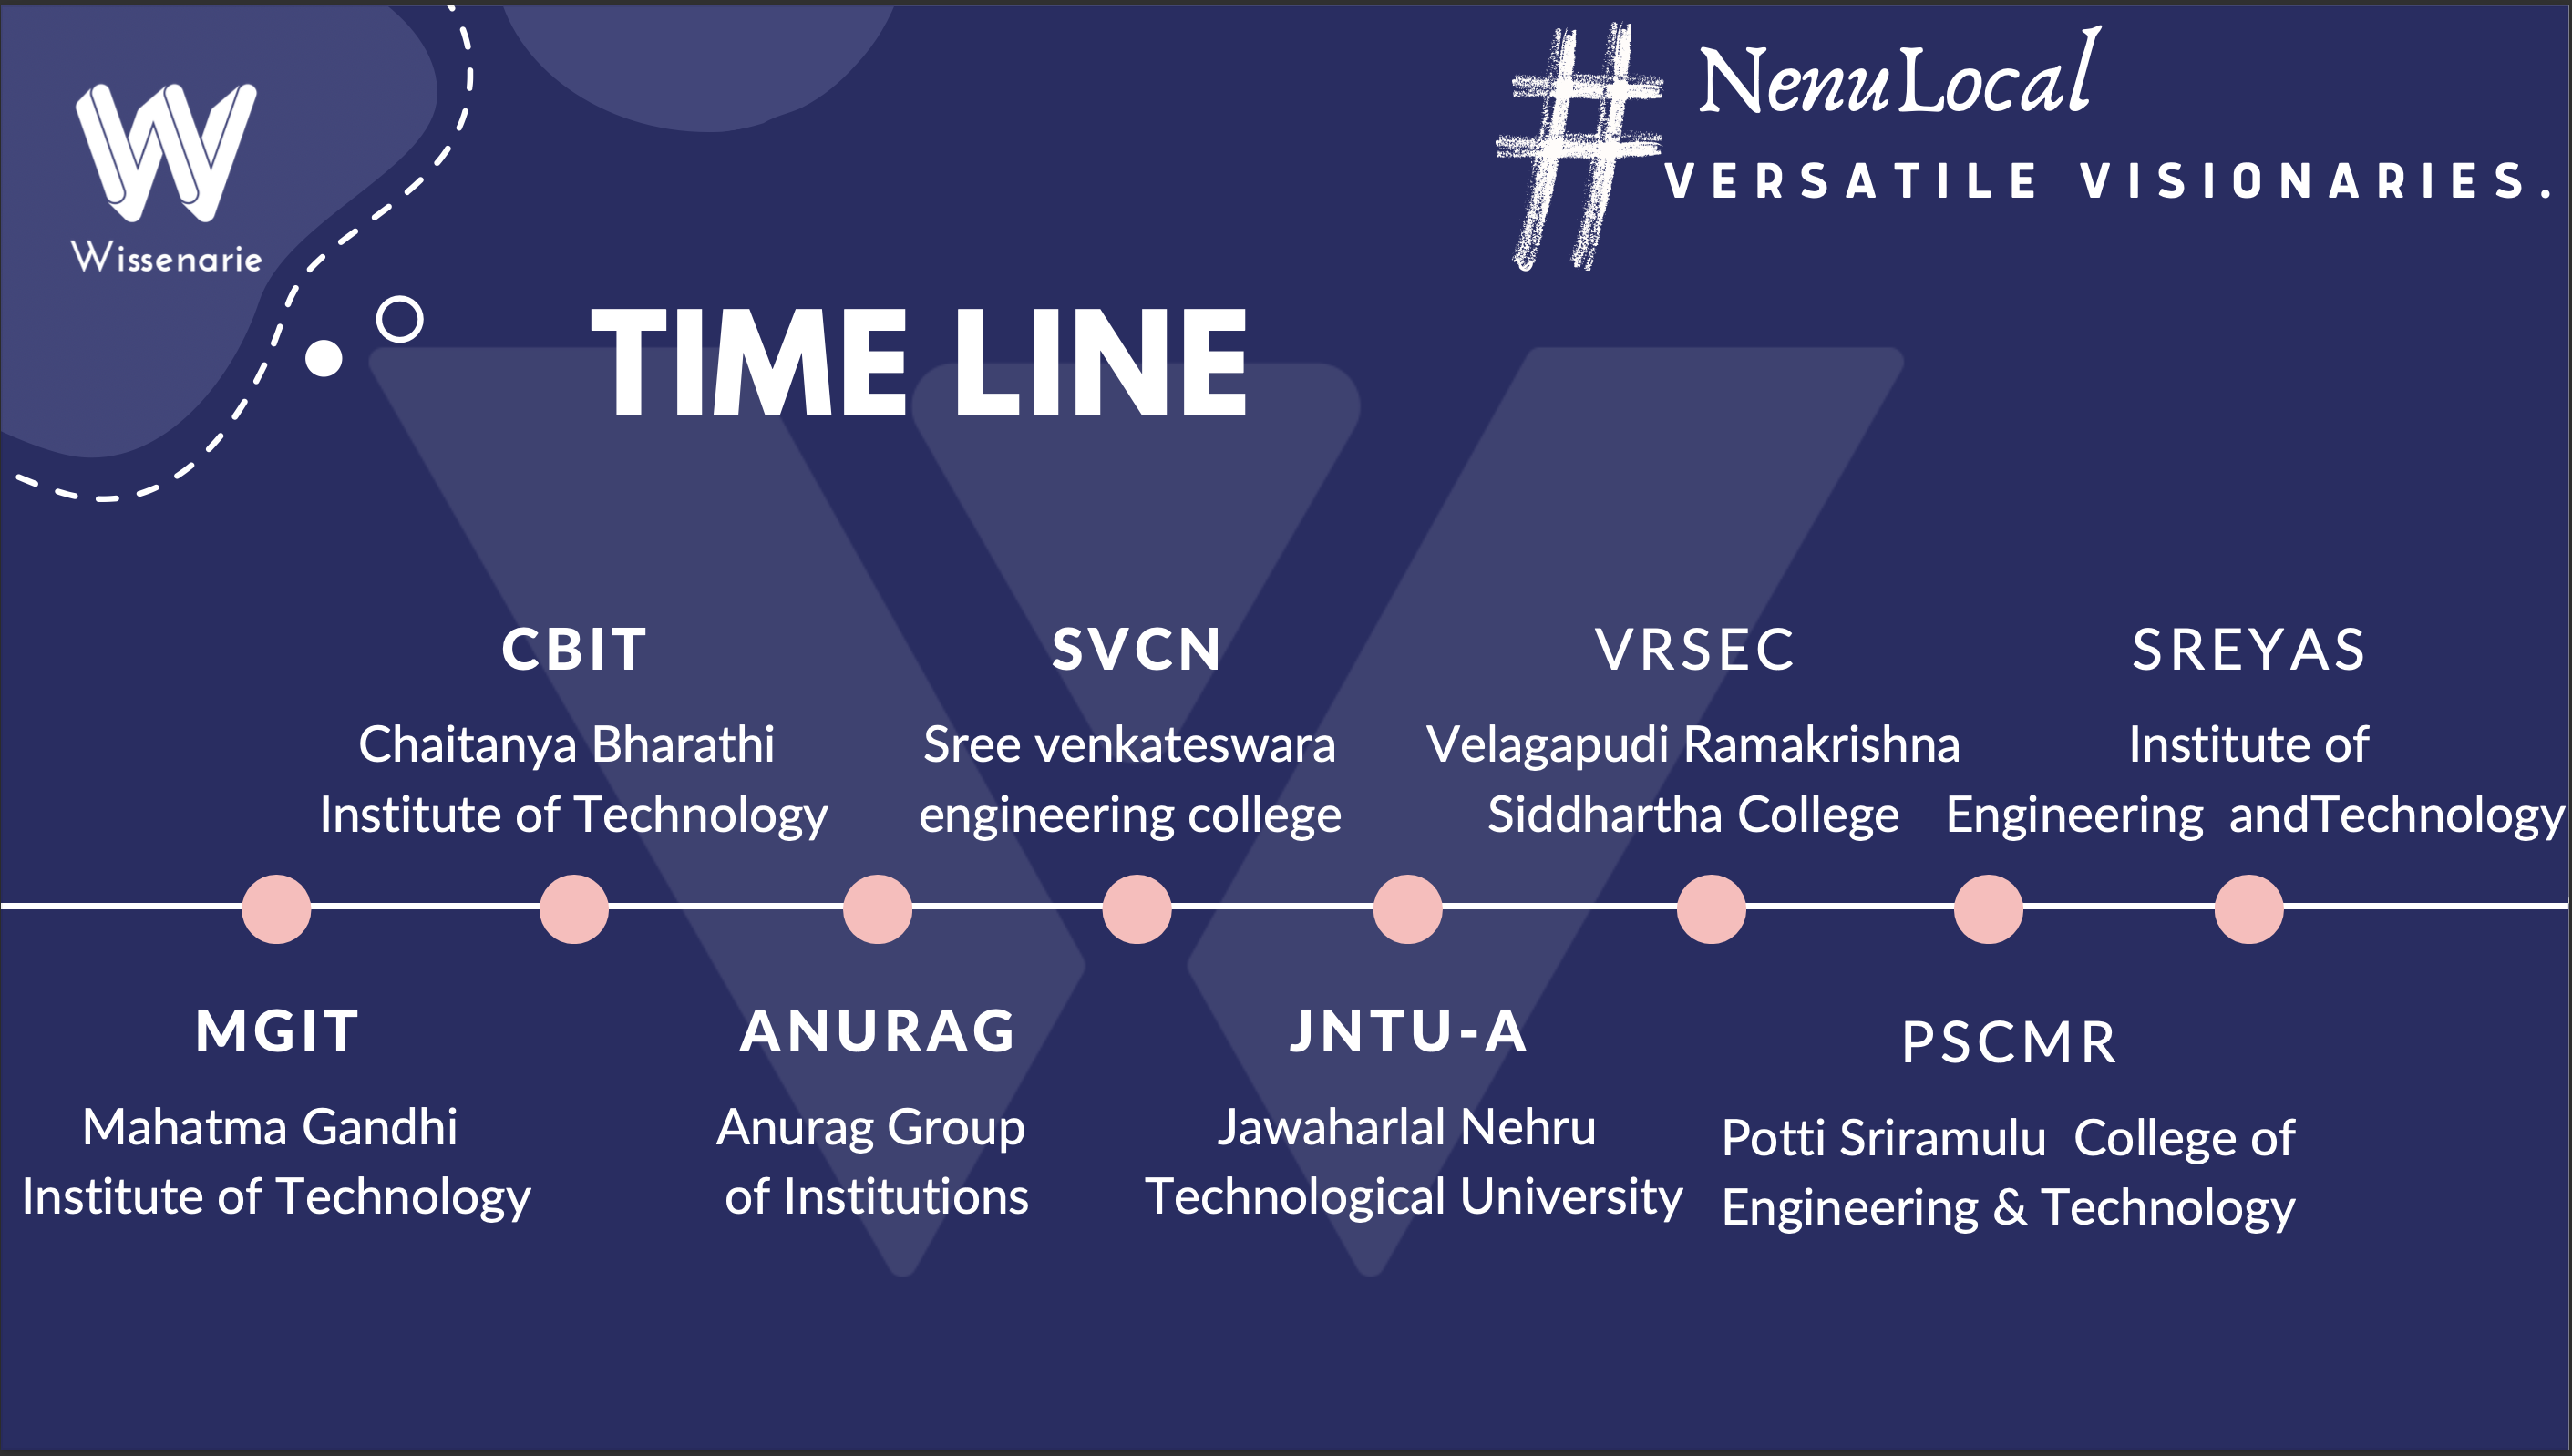 Wissenarie
# NenuLocal
VERSATILE VISIONARIES.
TIME LINE
CBIT
Chaitanya Bharathi
Institute of Technology
SVCN
Sree venkateswara
engineering college
VRSEC
Velagapudi Ramakrishna
Siddhartha College
SREYAS
Institute of
Engineering andTechnology
MGIT
Mahatma Gandhi
Institute of Technology
ANURAG
Anurag Group
of Institutions
JNTU-A
Jawaharlal Nehru
Technological University
PSCMR
Potti Sriramulu College of
Engineering & Technology